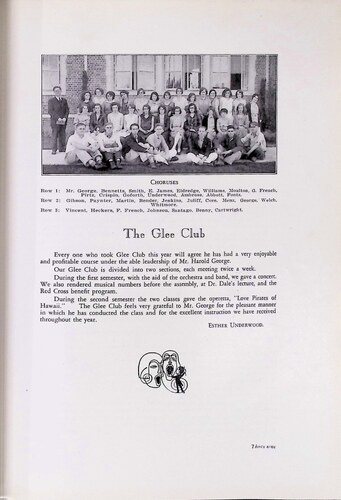 CHORUSES
Row 1: Mr. George, Bennetts, Smith, E. James, Eldredge, Williams, Moulton, G. French,
Pirtz, Crispin, Goforth, Underwood, Ambrose, Abbott, Ponti.
Row 2: Gibson, Paynter, Martin, Bender, Jenkins, Jolliff, Core, Menz, George, Welch,
Whitmore.
Row 3: Vincent, Heckers, F. French, Johnson, Santago, Benny, Cartwright.
The Glee Club
Every one who took Glee Club this year will agree he has had a very enjoyable
and profitable course under the able leadership of Mr. Harold George.
Our Glee Club is divided into two sections, each meeting twice a week.
During the first semester, with the aid of the orchestra and band, we gave a concert.
We also rendered musical numbers before the assembly, at Dr. Dale's lecture, and the
Red Cross benefit program.
During the second semester the two classes gave the operetta, "Love Pirates of
Hawaii." The Glee Club feels very grateful to Mr. George for the pleasant manner
in which he has conducted the class and for the excellent instruction we have received
throughout the year.
ESTHER UNDERWOOD.